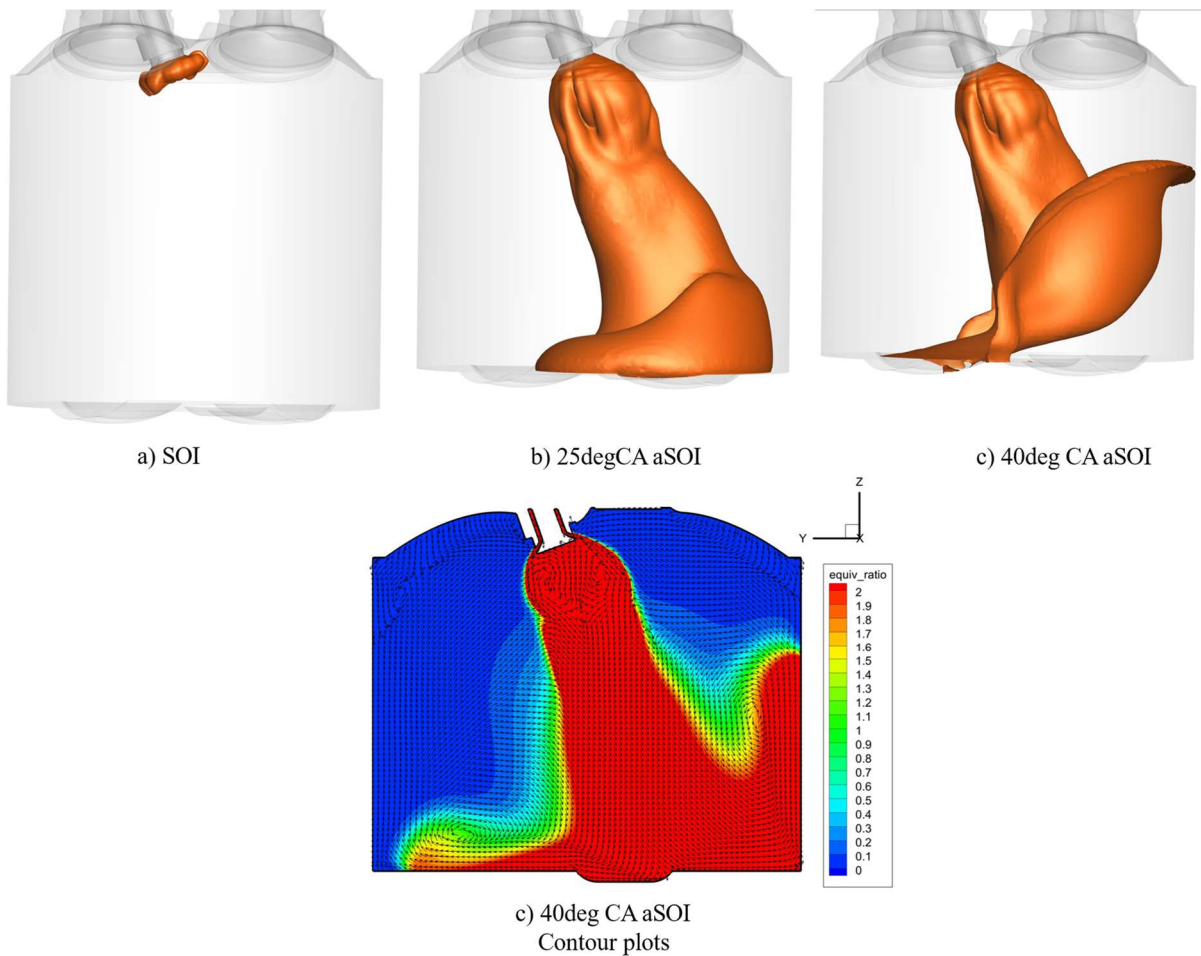 a) SOI
b) 25degCA aSOI
c) 40deg CA aSOI
Z
Y
X
equiv_ratio
2
1.9
1.8
1.7
1.6
1.5
1.4
1.3
1.2
1.1
1
0.9
0.8
0.7
0.6
0.5
0.4
0.3
0.2
0.1
0
c) 40deg CA aSOI
Contour plots